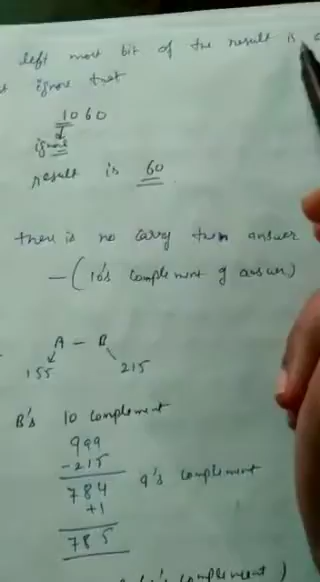 left most bit of the result is
ignore that
1060
ignore
result is 60
there is no carry then answer
- (10's complement of answer)
A - B
155 215
B's 10 complement
999
-215
784 9's complement
+1
785
complement)